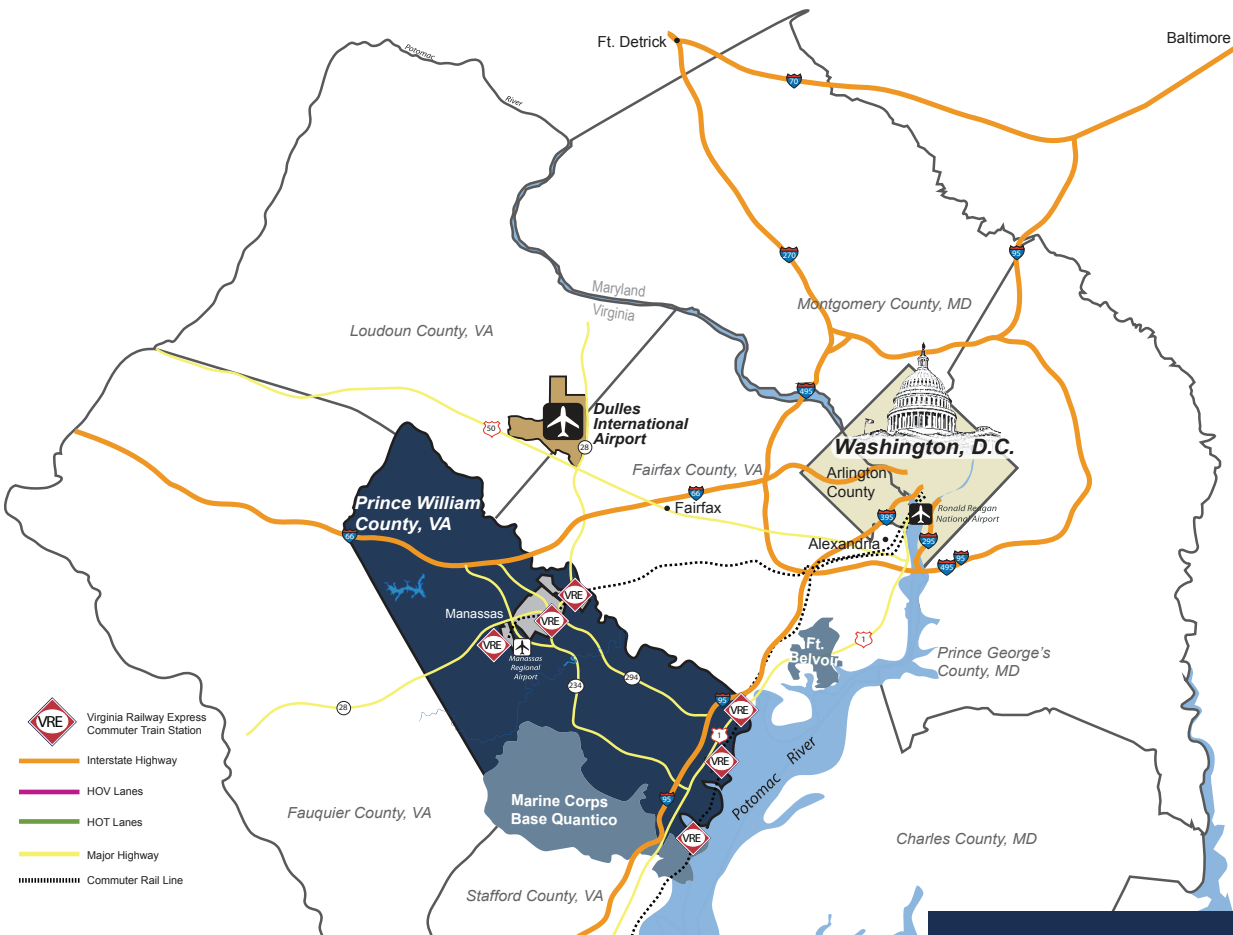 Potomac
River
Ft. Detrick
Baltimore
70
270
95
Maryland
Virginia
Montgomery County, MD
Loudoun County, VA
495
Dulles
International
Airport
50
28
Washington, D.C.
Fairfax County, VA
Arlington
County
66
Fairfax
Prince William
County, VA
Ronald Reagan
National Airport
395
66
Alexandria
295
95
495
VRE
Manassas
VRE
VRE
Manassas
Regional
Airport
Ft.
Belvoir
1
Prince George's
County, MD
294
234
28
95
VRE
1
VRE
Potomac River
95
Marine Corps
Base Quantico
VRE
Fauquier County, VA
Charles County, MD
Stafford County, VA
VRE
Virginia Railway Express
Commuter Train Station
Interstate Highway
HOV Lanes
HOT Lanes
Major Highway
Commuter Rail Line